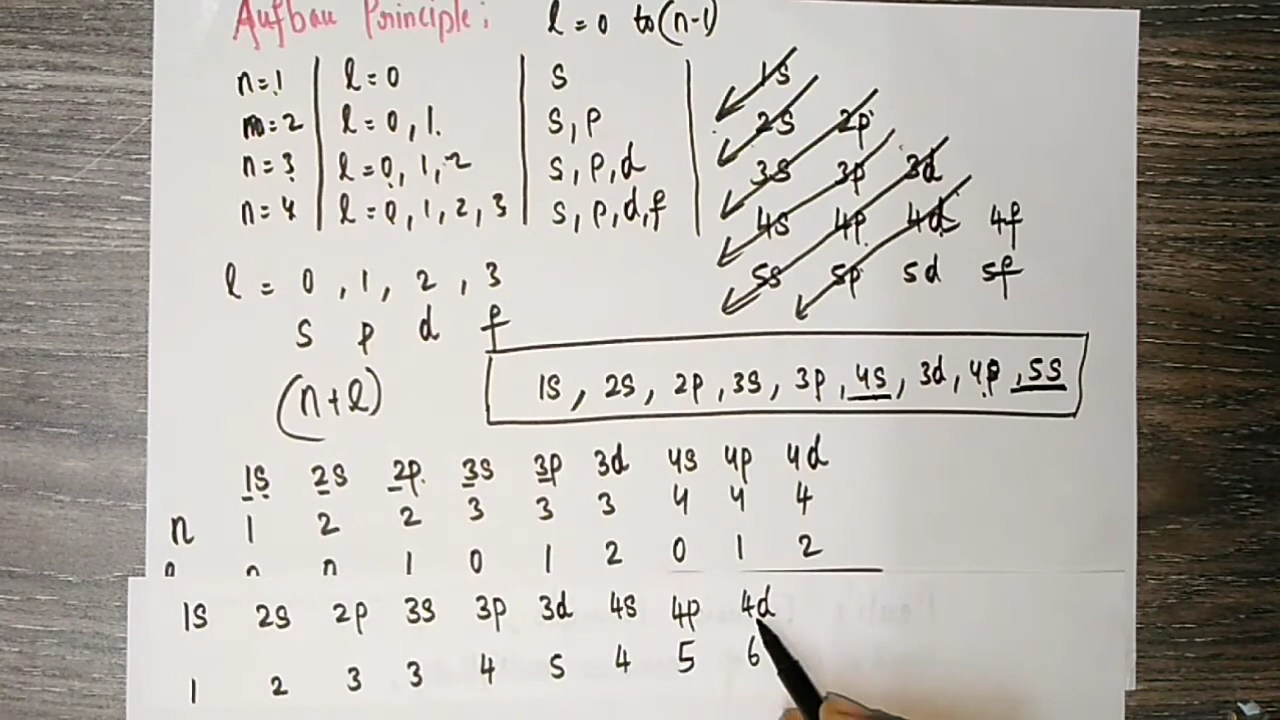 Aufbau Principle: l = 0 to (n-1)
n=1 | l = 0 | s | 1s
n=2 | l = 0, 1. | s, p | 2s 2p
n=3 | l = 0, 1, 2 | s, p, d | 3s 3p 3d
n=4 | l = 0, 1, 2, 3 | s, p, d, f | 4s 4p 4d 4f
5s 5p 5d 5f
l = 0, 1, 2, 3
s p d f
(n+l)
1s, 2s, 2p, 3s, 3p, 4s, 3d, 4p, 5s
1s 2s 2p 3s 3p 3d 4s 4p 4d
n 1 2 2 3 3 3 4 4 4
1 0 1 2 0 1 2
1s 2s 2p 3s 3p 3d 4s 4p 4d
1 2 3 3 4 5 4 5 6